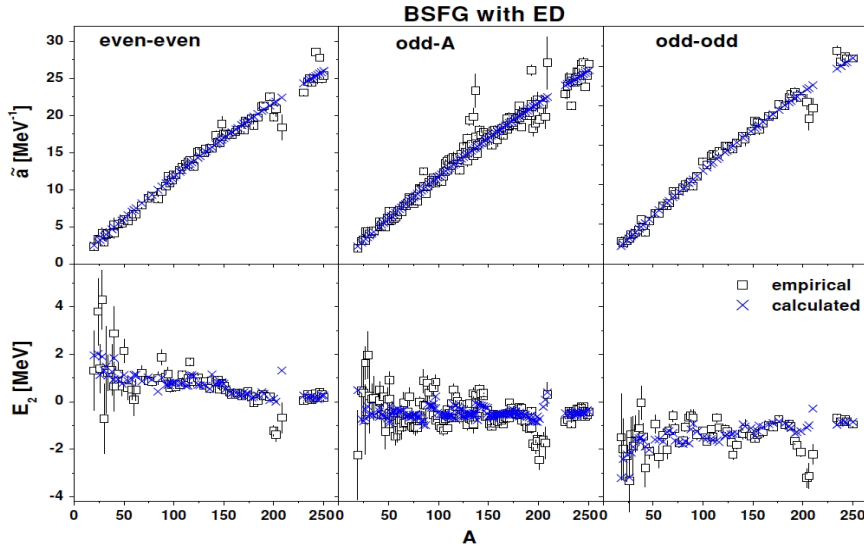 BSFG with ED
even-even
odd-A
odd-odd
ã [MeV⁻¹]
30
25
20
15
10
5
0
E₂ [MeV]
4
2
0
-2
-4
empirical
calculated
0 50 100 150 200 250
0 50 100 150 200 250
0 50 100 150 200 250
A